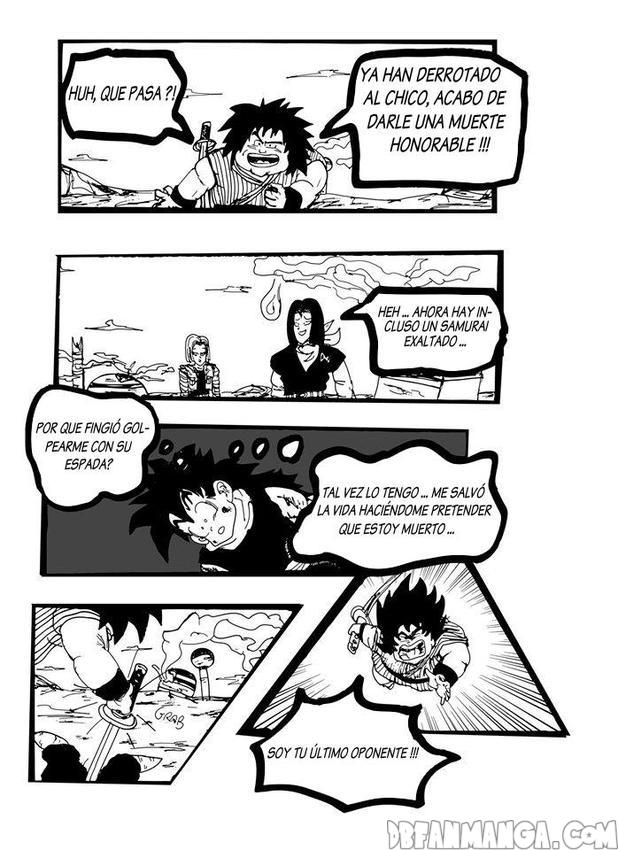 HUH, QUE PASA ?!
YA HAN DERROTADO
AL CHICO, ACABO DE
DARLE UNA MUERTE
HONORABLE !!!
HEH ... AHORA HAY IN-
CLUSO UN SAMURAI
EXALTADO ...
POR QUE FINGIÓ GOL-
PEARME CON SU
ESPADA?
TAL VEZ LO TENGO ... ME SALVÓ
LA VIDA HACIÉNDOME PRETENDER
QUE ESTOY MUERTO ...
GRAB
SOY TU ÚLTIMO OPONENTE !!!
DBFANMANGA.COM